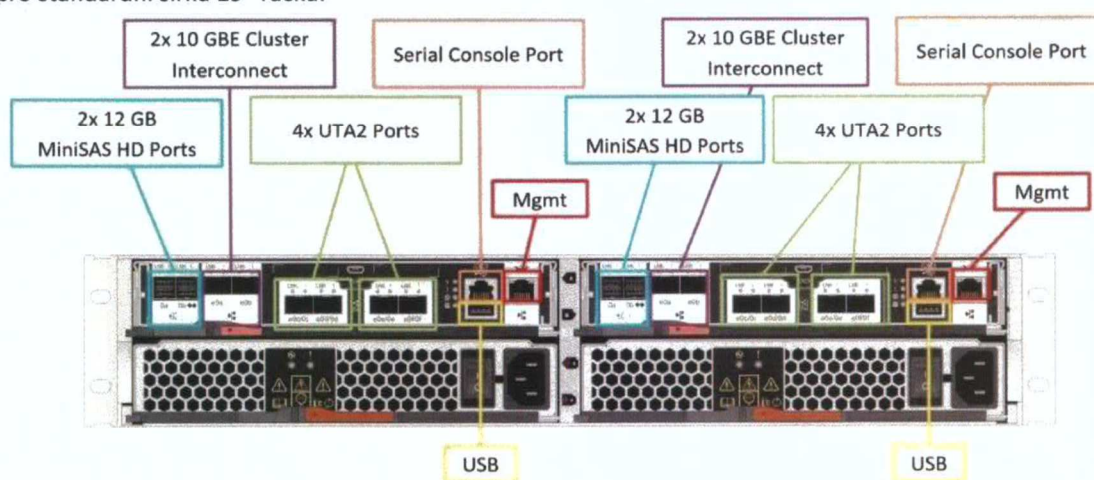 2x 10 GBE Cluster
Interconnect
Serial Console Port
2x 10 GBE Cluster
Interconnect
Serial Console Port
2x 12 GB
MiniSAS HD Ports
4x UTA2 Ports
2x 12 GB
MiniSAS HD Ports
4x UTA2 Ports
Mgmt
Mgmt
USB
USB